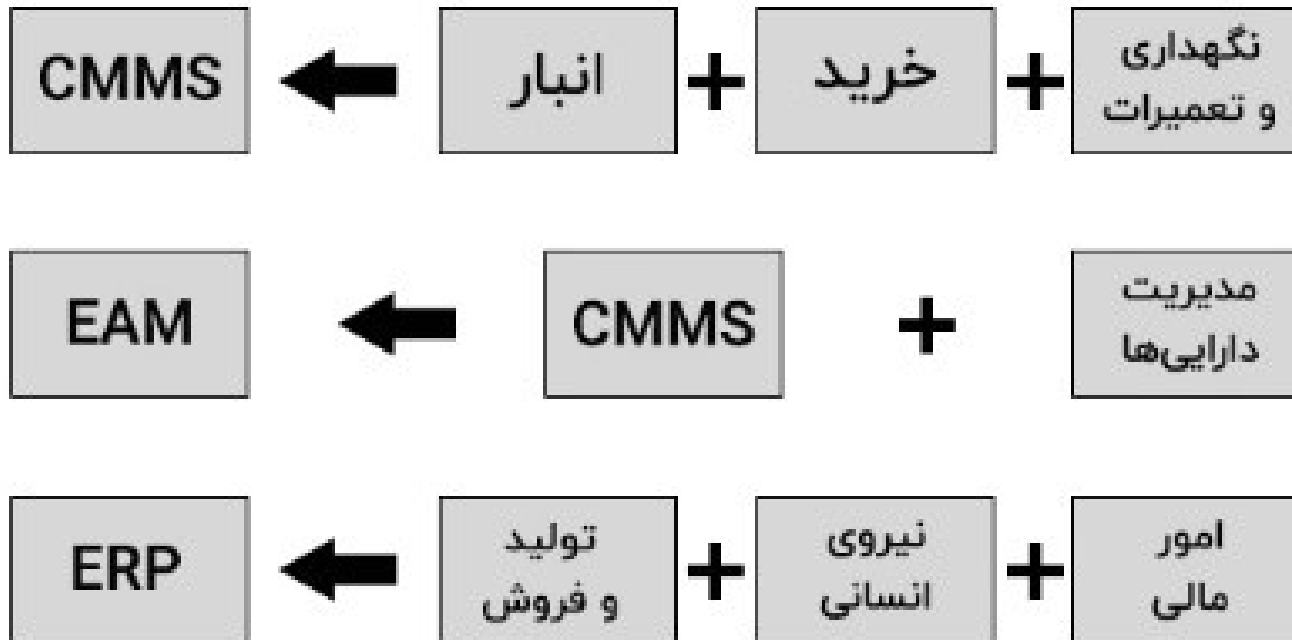 نگهداری
و تعمیرات
+
خرید
+
انبار
CMMS
مدیریت
دارایی‌ها
+
CMMS
EAM
امور
مالی
+
نیروی
انسانی
+
تولید
و فروش
ERP